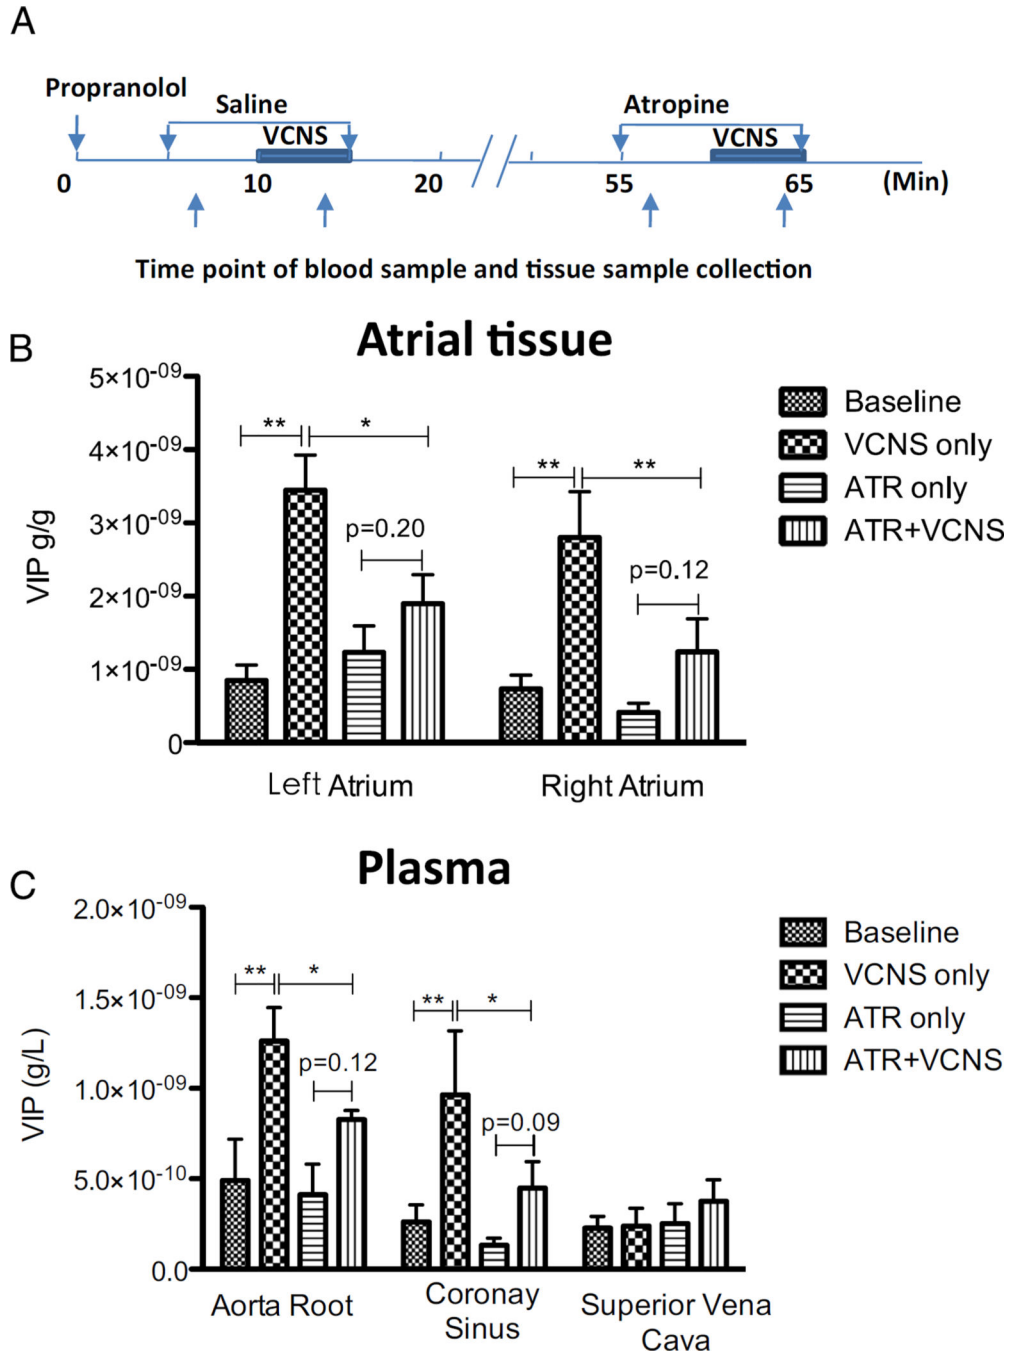 A
Propranolol
Saline
Atropine
VCNS
VCNS
0
10
20
55
65
(Min)
Time point of blood sample and tissue sample collection
B
Atrial tissue
VIP g/g
5×10-09
4×10-09
3×10-09
2×10-09
1×10-09
0
**
*
p=0.20
**
**
p=0.12
Left Atrium
Right Atrium
Baseline
VCNS only
ATR only
ATR+VCNS
C
Plasma
VIP (g/L)
2.0×10-09
1.5×10-09
1.0×10-09
5.0×10-10
0.0
**
*
p=0.12
**
*
p=0.09
Aorta Root
Coronay
Sinus
Superior Vena
Cava
Baseline
VCNS only
ATR only
ATR+VCNS